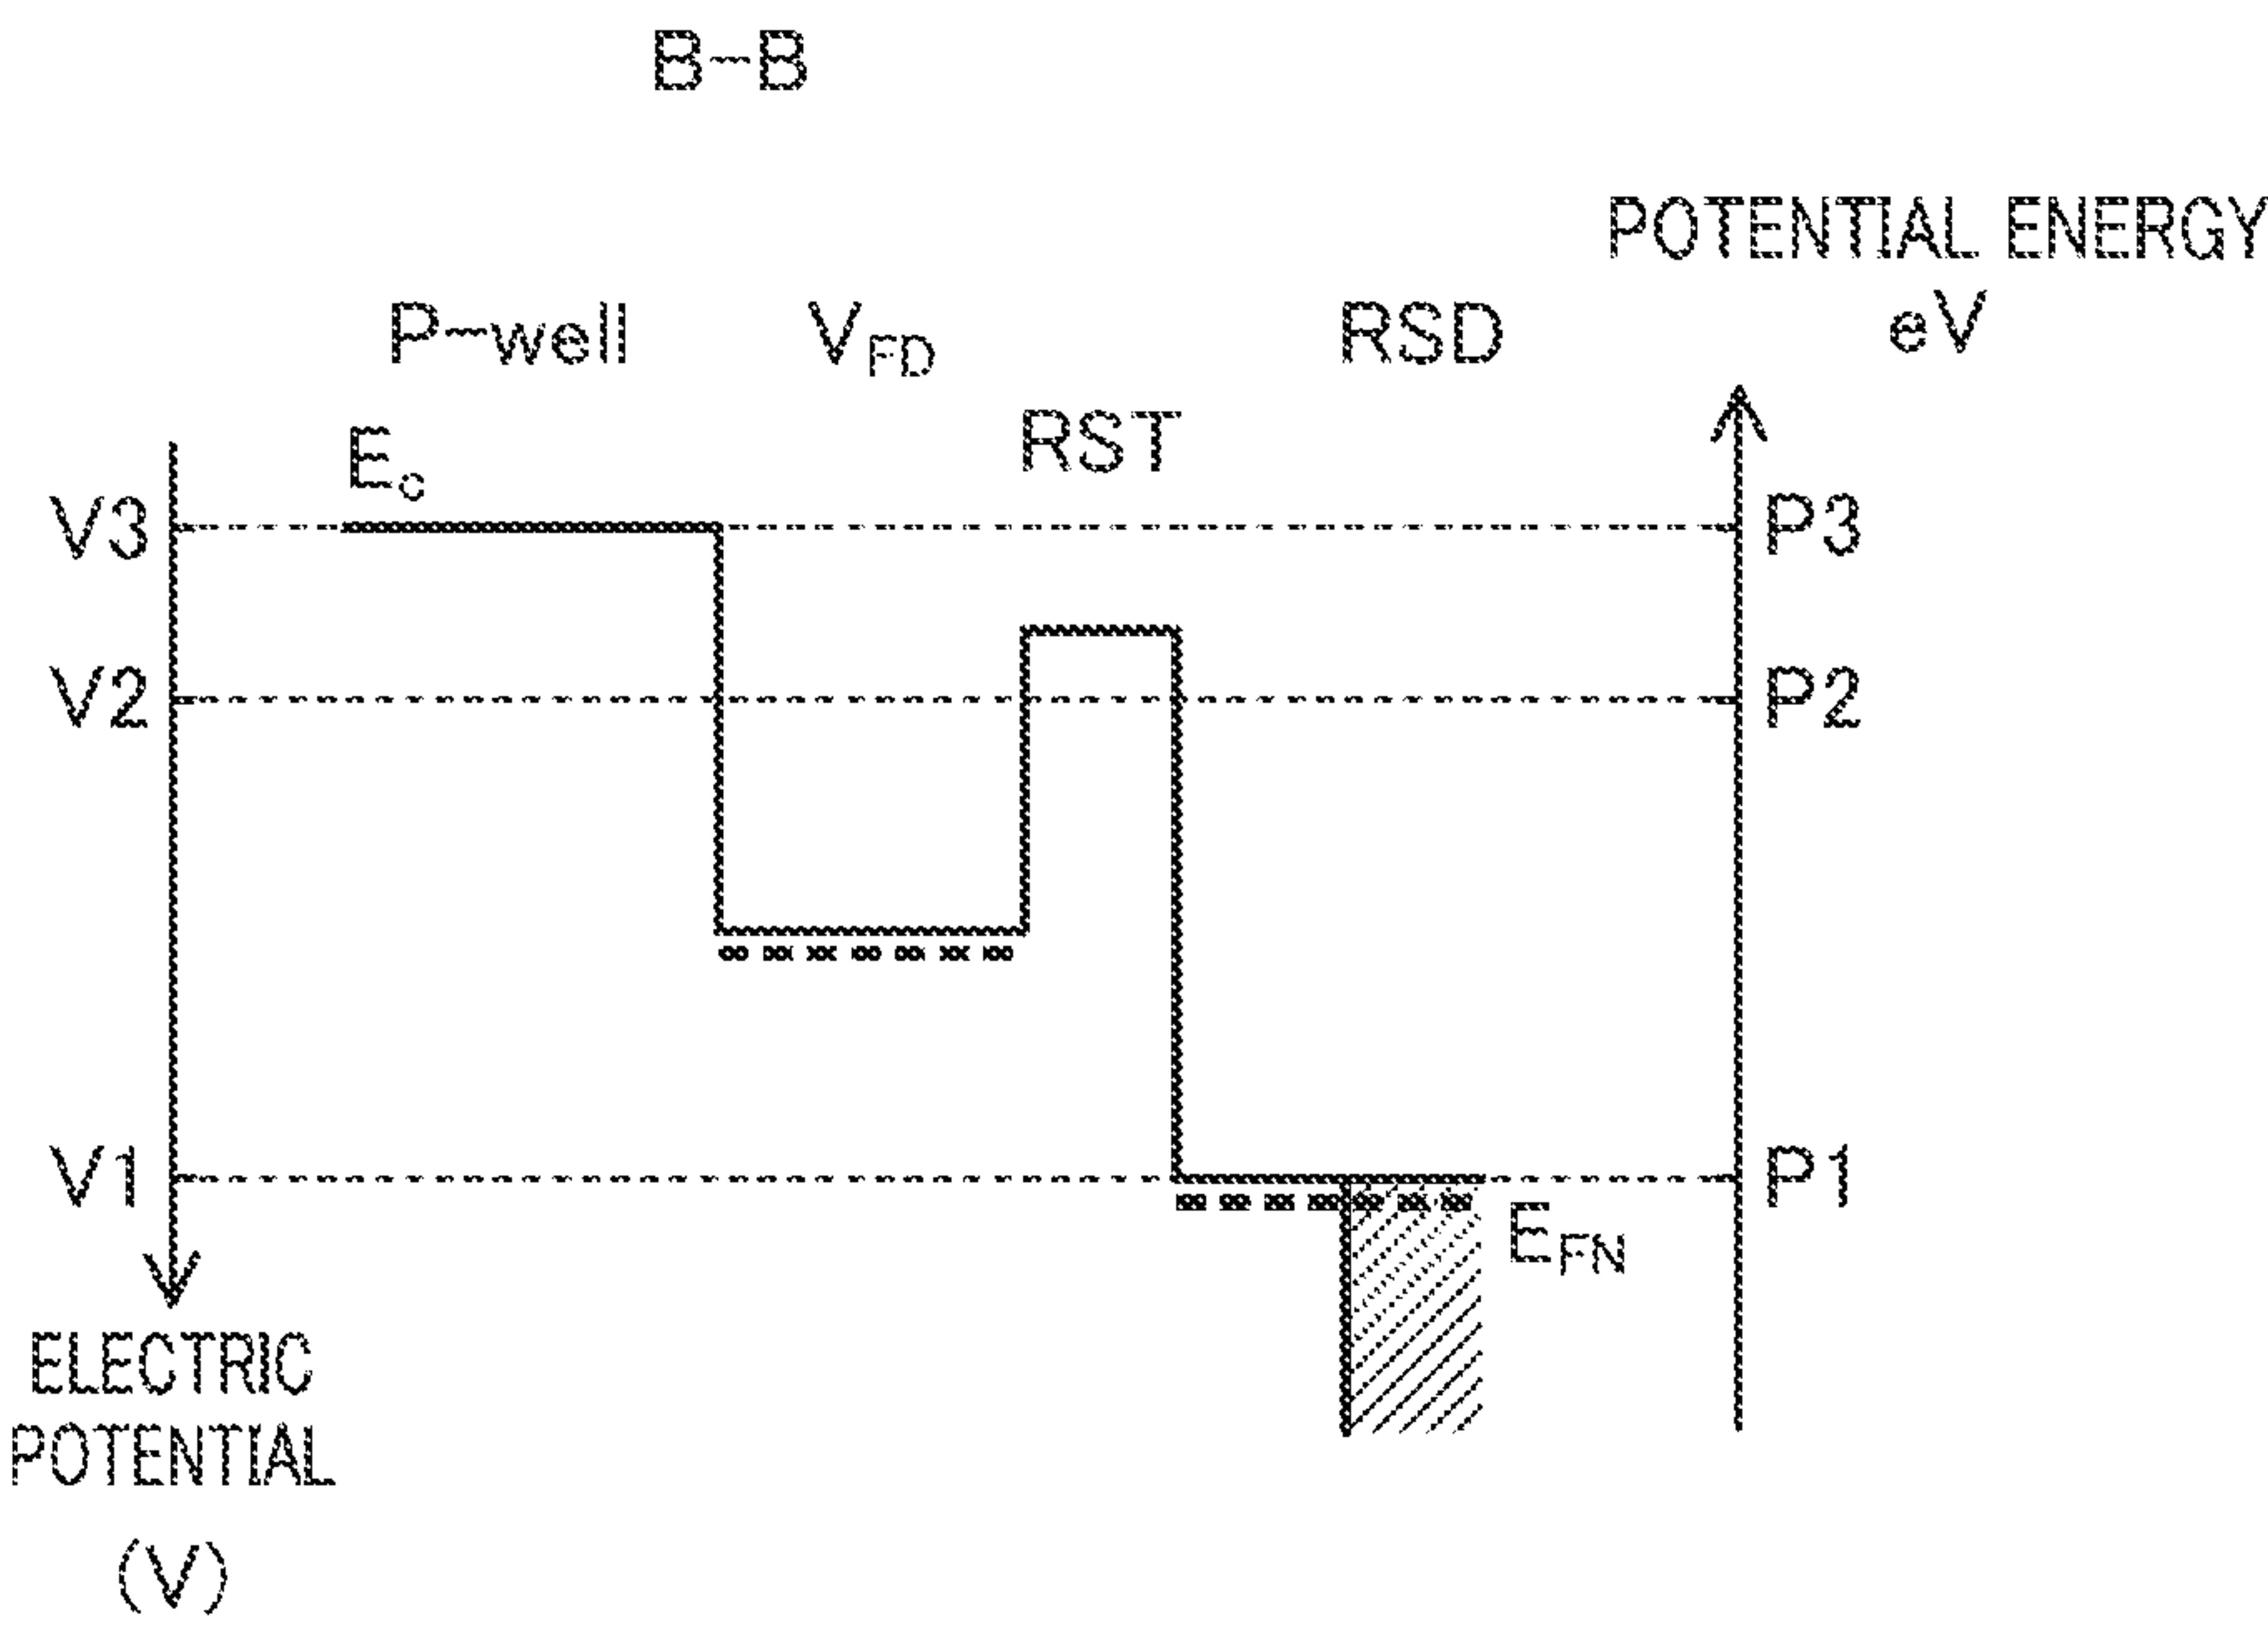 B-B
POTENTIAL ENERGY
eV
P-well
VFD
RSD
RST
Ec
V3
P3
V2
P2
V1
P1
EFN
ELECTRIC
POTENTIAL
(V)